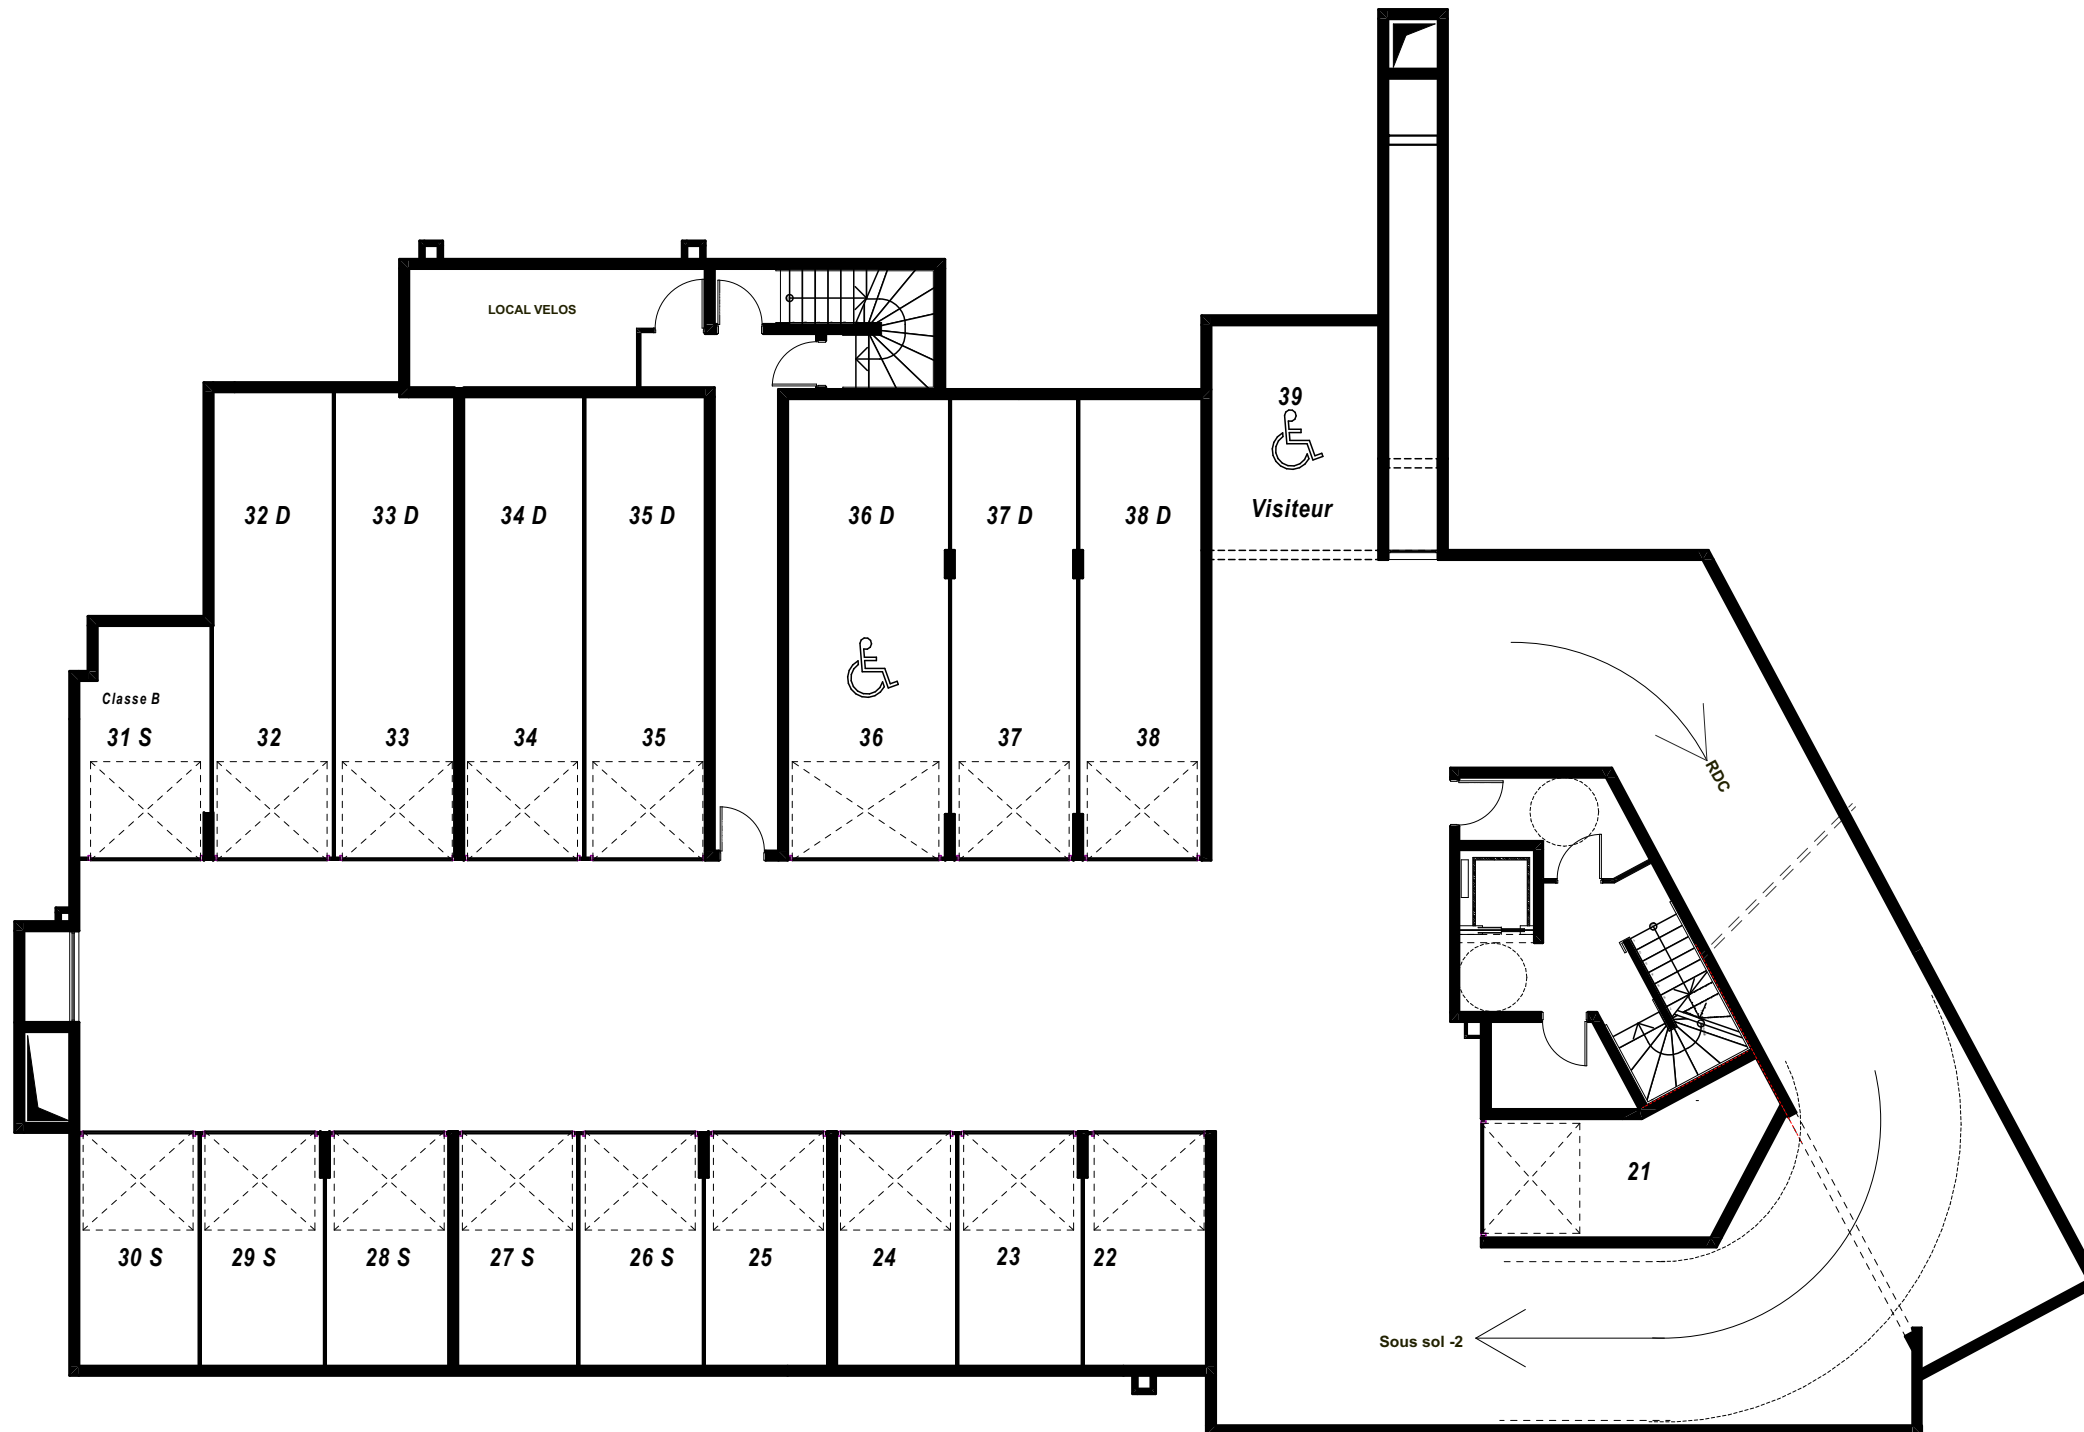 LOCAL VELOS
39
Visiteur
32 D
33 D
34 D
35 D
36 D
37 D
38 D
Classe B
31 S
32
33
34
35
36
37
38
RDC
21
30 S
29 S
28 S
27 S
26 S
25
24
23
22
Sous sol -2